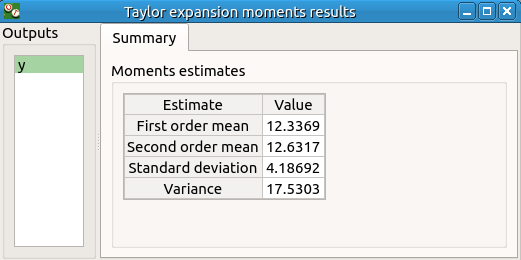 Taylor expansion moments results
Outputs
y
Summary
Moments estimates
Estimate Value
First order mean 12.3369
Second order mean 12.6317
Standard deviation 4.18692
Variance 17.5303